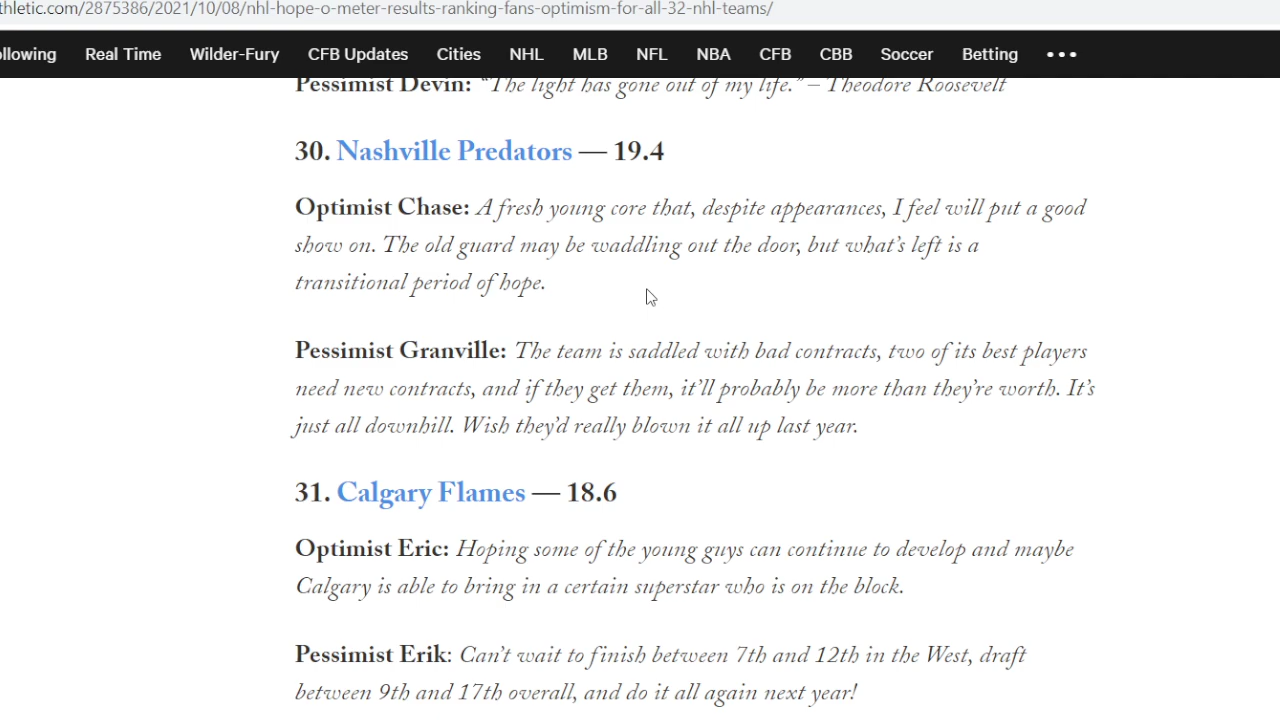 thletic.com/2875386/2021/10/08/nhl-hope-o-meter-results-ranking-fans-optimism-for-all-32-nhl-teams/
ollowing Real Time Wilder-Fury CFB Updates Cities NHL MLB NFL NBA CFB CBB Soccer Betting •••
Pessimist Devin: “The light has gone out of my life.” – Theodore Roosevelt
30. Nashville Predators — 19.4
Optimist Chase: A fresh young core that, despite appearances, I feel will put a good
show on. The old guard may be waddling out the door, but what’s left is a
transitional period of hope.
Pessimist Granville: The team is saddled with bad contracts, two of its best players
need new contracts, and if they get them, it’ll probably be more than they’re worth. It’s
just all downhill. Wish they’d really blown it all up last year.
31. Calgary Flames — 18.6
Optimist Eric: Hoping some of the young guys can continue to develop and maybe
Calgary is able to bring in a certain superstar who is on the block.
Pessimist Erik: Can’t wait to finish between 7th and 12th in the West, draft
between 9th and 17th overall, and do it all again next year!